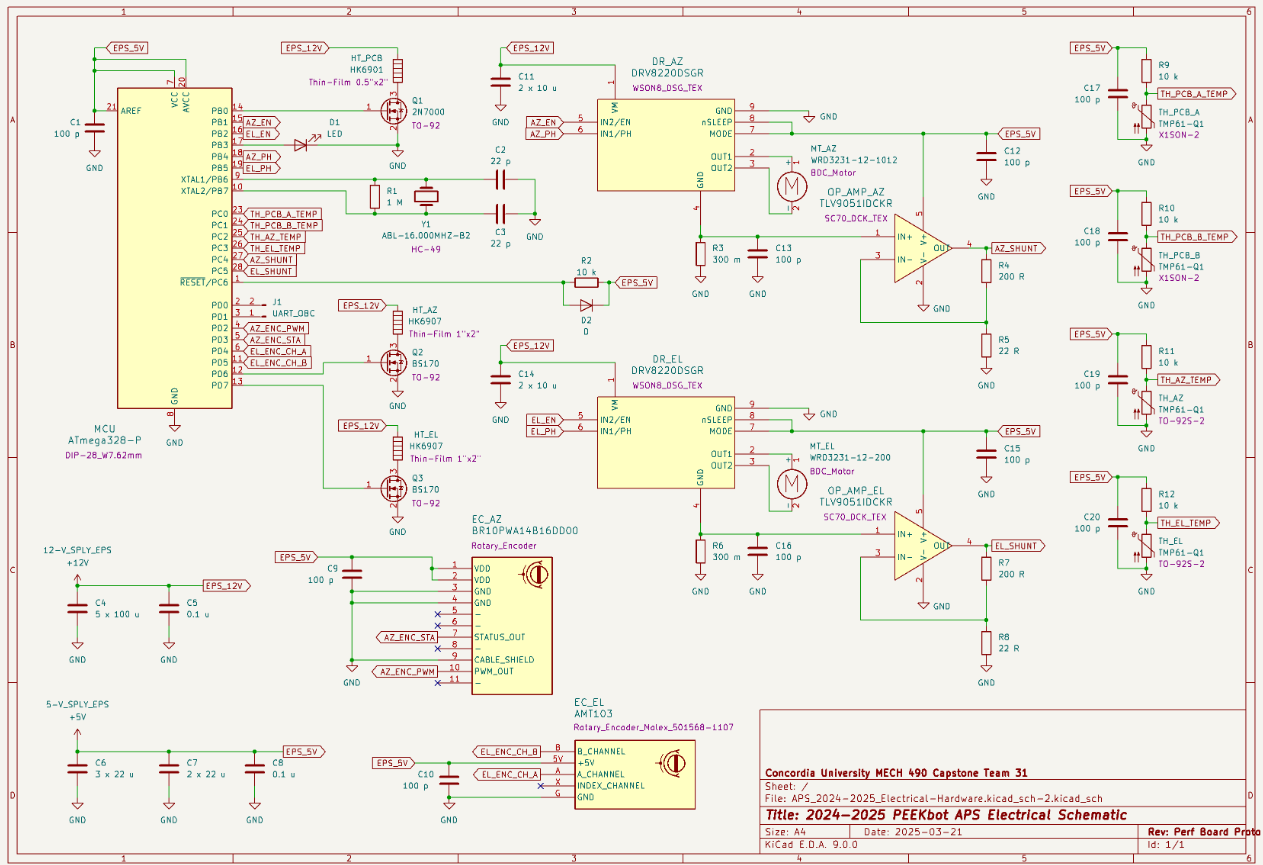 1 2 3 4 5 6
A
B
C
D
EPS_5V
C1
100 p
21 AREF
7 VCC
20 AVCC
PB0 14
PB1 15 AZ_EN
PB2 16 EL_EN
PB3 17
PB4 18 AZ_PH
PB5 19 EL_PH
XTAL1/PB6 9
XTAL2/PB7 10
PC0 23 TH_PCB_A_TEMP
PC1 24 TH_PCB_B_TEMP
PC2 25 TH_AZ_TEMP
PC3 26 TH_EL_TEMP
PC4 27 AZ_SHUNT
PC5 28 EL_SHUNT
RESET/PC6 1
PD0 2 2 J1
PD1 3 1 UART_OBC
PD2 4 AZ_ENC_PWM
PD3 5 AZ_ENC_STA
PD4 6 EL_ENC_CH_A
PD5 11 EL_ENC_CH_B
PD6 12
PD7 13
GND 8
GND
MCU
ATmega328-P
DIP-28_W7.62mm
EPS_12V
HT_PCB
HK6901
Thin-Film 0.5"x2"
1 3 2
Q1
2N7000
TO-92
GND
D1
LED
R1
1 M
Y1
ABL-16.000MHZ-B2
HC-49
C2
22 p
C3
22 p
GND
R2
10 k
EPS_5V
D2
D
EPS_12V
HT_AZ
HK6907
Thin-Film 1"x2"
1 3 2
Q2
BS170
TO-92
GND
EPS_12V
HT_EL
HK6907
Thin-Film 1"x2"
1 3 2
Q3
BS170
TO-92
GND
EPS_12V
C11
2 x 10 u
GND
DR_AZ
DRV8220DSGR
WSON8_DSG_TEX
1 VM
AZ_EN 5 IN2/EN
AZ_PH 6 IN1/PH
GND 9 GND
nSLEEP 8
MODE 7
OUT1 2
OUT2 3
GND 4
MT_AZ
WRD3231-12-1012
BDC_Motor
+ 1
M
- 2
EPS_5V
C12
100 p
GND
OP_AMP_AZ
TLV9051IDCKR
SC70_DCK_TEX
1 IN+
3 IN-
5 V+
2 V-
OUT 4
AZ_SHUNT
R3
300 m
GND
C13
100 p
GND
GND
R4
200 R
R5
22 R
GND
EPS_12V
C14
2 x 10 u
GND
DR_EL
DRV8220DSGR
WSON8_DSG_TEX
1 VM
EL_EN 5 IN2/EN
EL_PH 6 IN1/PH
GND 9 GND
nSLEEP 8
MODE 7
OUT1 2
OUT2 3
GND 4
MT_EL
WRD3231-12-200
BDC_Motor
+ 1
M
- 2
EPS_5V
C15
100 p
GND
OP_AMP_EL
TLV9051IDCKR
SC70_DCK_TEX
1 IN+
3 IN-
5 V+
2 V-
OUT 4
EL_SHUNT
R6
300 m
GND
C16
100 p
GND
GND
R7
200 R
R8
22 R
GND
EPS_5V
R9
10 k
C17
100 p
TH_PCB_A_TEMP
TH_PCB_A
TMP61-Q1
X1SON-2
GND
EPS_5V
R10
10 k
C18
100 p
TH_PCB_B_TEMP
TH_PCB_B
TMP61-Q1
X1SON-2
GND
EPS_5V
R11
10 k
C19
100 p
TH_AZ_TEMP
TH_AZ
TMP61-Q1
TO-92S-2
GND
EPS_5V
R12
10 k
C20
100 p
TH_EL_TEMP
TH_EL
TMP61-Q1
TO-92S-2
GND
12-V_SPLY_EPS
+12V
EPS_12V
C4
5 x 100 u
GND
C5
0.1 u
GND
5-V_SPLY_EPS
+5V
EPS_5V
C6
3 x 22 u
GND
C7
2 x 22 u
GND
C8
0.1 u
GND
EC_AZ
BR10PWA14B16DD00
Rotary_Encoder
EPS_5V
C9
100 p
GND
1 VDD
2 VDD
3 GND
4 GND
5 -
6 -
AZ_ENC_STA 7 STATUS_OUT
8 -
9 CABLE_SHIELD
AZ_ENC_PWM 10 PWM_OUT
11 -
EC_EL
AMT103
Rotary_Encoder_Molex_501568-1107
EPS_5V
C10
100 p
GND
EL_ENC_CH_B B B_CHANNEL
5V +5V
EL_ENC_CH_A A A_CHANNEL
X INDEX_CHANNEL
G GND
Concordia University MECH 490 Capstone Team 31
Sheet: /
File: APS_2024-2025_Electrical-Hardware.kicad_sch-2.kicad_sch
Title: 2024-2025 PEEKbot APS Electrical Schematic
Size: A4 Date: 2025-03-21 Rev: Perf Board Proto
KiCad E.D.A. 9.0.0 Id: 1/1